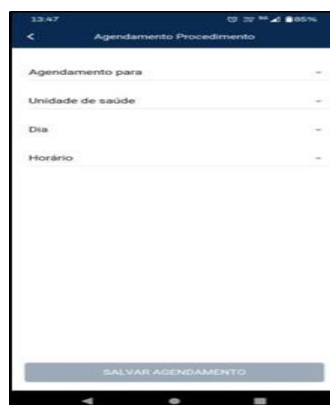 13:47
85%
Agendamento Procedimento
Agendamento para
Unidade de saúde
Dia
Horário
SALVAR AGENDAMENTO